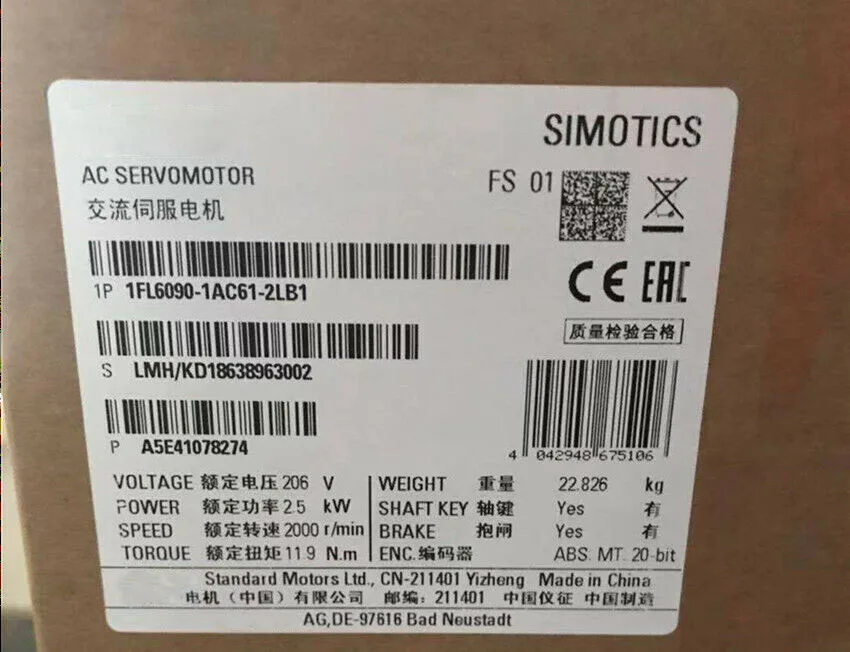 SIMOTICS
AC SERVOMOTOR
FS 01
交流伺服电机
1P 1FL6090-1AC61-2LB1
CE EAC
质量检验合格
S LMH/KD18638963002
P A5E41078274
4 042948 675106
VOLTAGE 额定电压 206 V
POWER 额定功率 2.5 kW
SPEED 额定转速 2000 r/min
TORQUE 额定扭矩 11.9 N.m
WEIGHT 重量 22.826 kg
SHAFT KEY 轴键 Yes 有
BRAKE 抱闸 Yes 有
ENC.编码器 ABS. MT. 20-bit
Standard Motors Ltd., CN-211401 Yizheng Made in China
电机（中国）有限公司 邮编：211401 中国仪征 中国制造
AG,DE-97616 Bad Neustadt